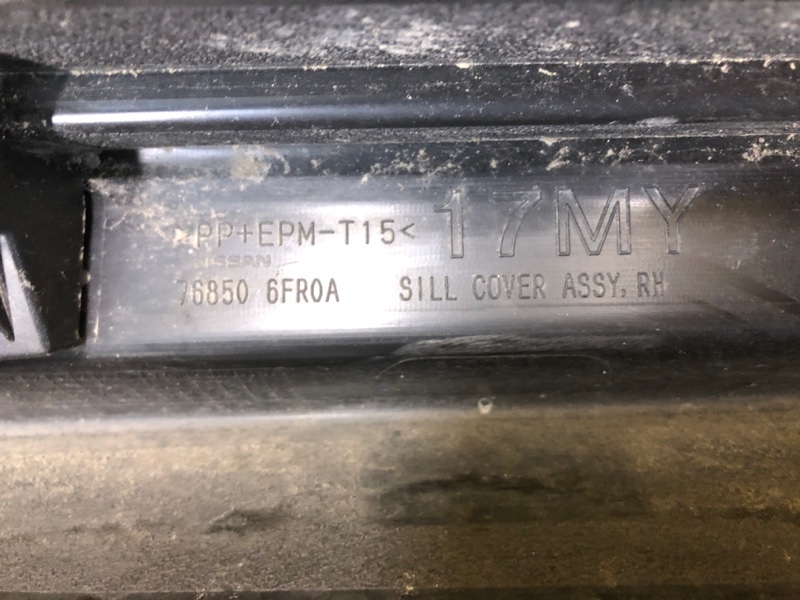 >PP+EPM-T15< 17MY
NISSAN
76850 6FR0A SILL COVER ASSY, RH